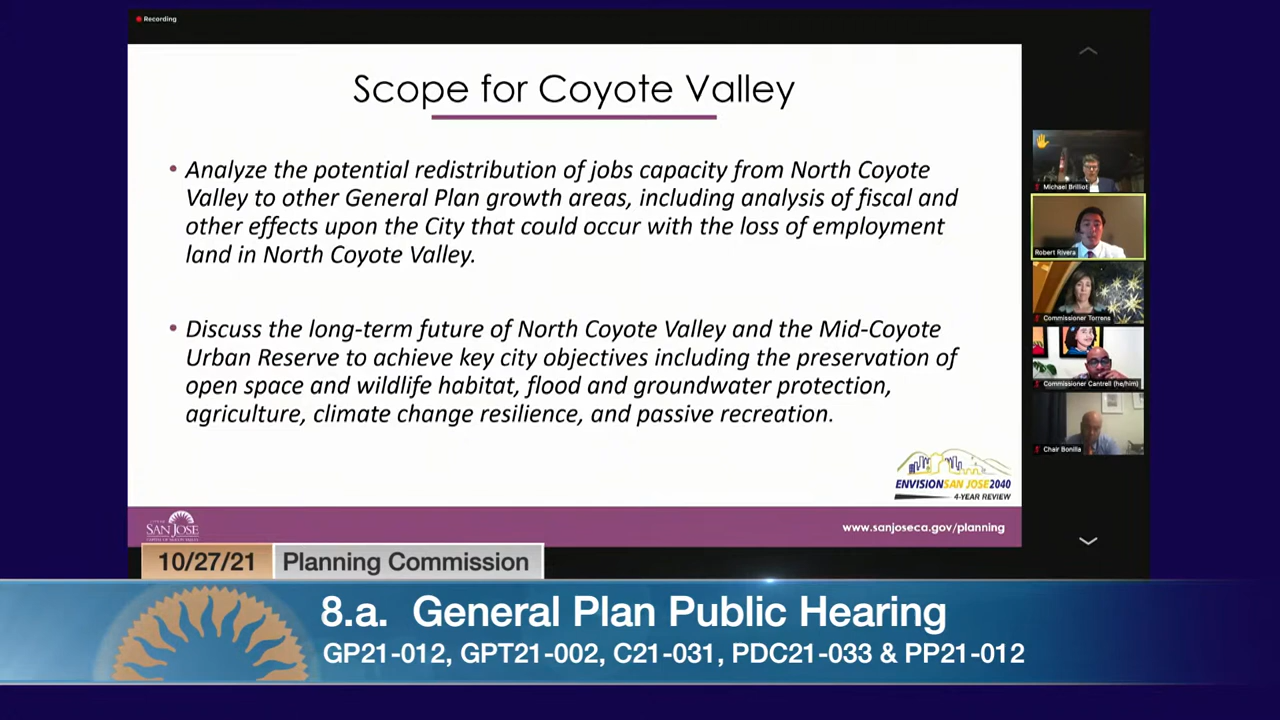 Recording
Scope for Coyote Valley
• Analyze the potential redistribution of jobs capacity from North Coyote
Valley to other General Plan growth areas, including analysis of fiscal and
other effects upon the City that could occur with the loss of employment
land in North Coyote Valley.
• Discuss the long-term future of North Coyote Valley and the Mid-Coyote
Urban Reserve to achieve key city objectives including the preservation of
open space and wildlife habitat, flood and groundwater protection,
agriculture, climate change resilience, and passive recreation.
ENVISION SAN JOSE 2040
4-YEAR REVIEW
SAN JOSE
www.sanjoseca.gov/planning
Michael Brilliot
Robert Rivera
Commissioner Torrens
Commissioner Cantrell (he/him)
Chair Bonilla
10/27/21 Planning Commission
8.a. General Plan Public Hearing
GP21-012, GPT21-002, C21-031, PDC21-033 & PP21-012